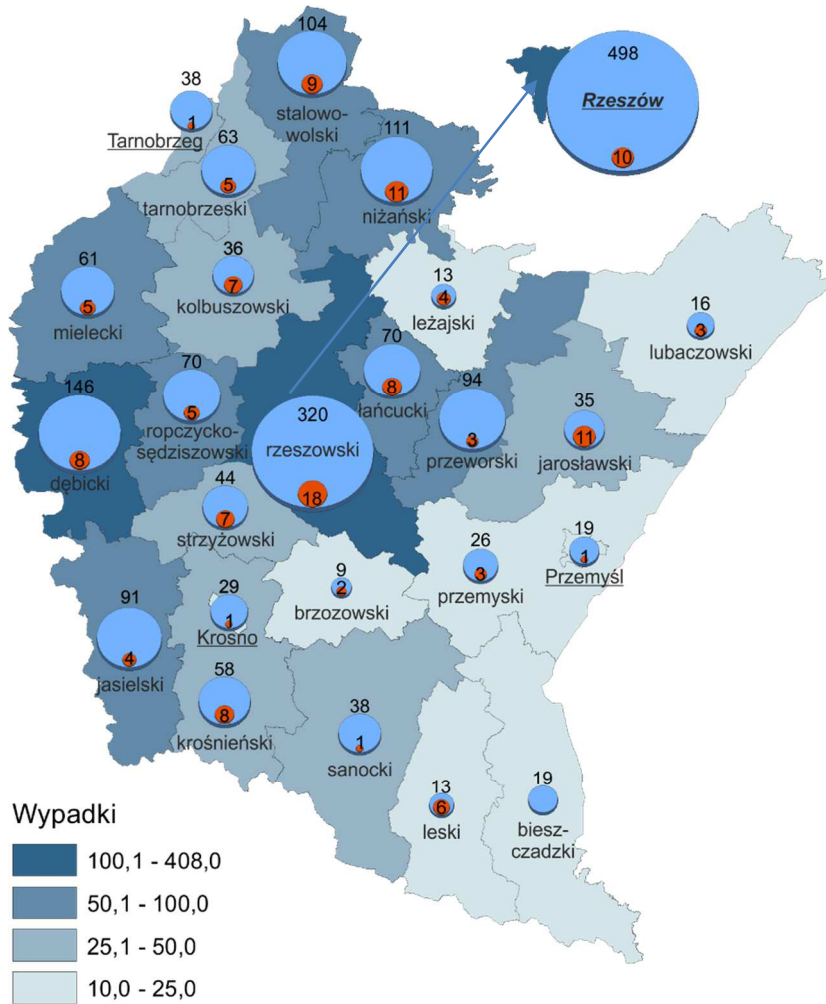 104
9
stalowo-
wolski
498
Rzeszów
10
38
1
Tarnobrzeg
63
5
tarnobrzeski
111
11
niżański
61
5
mielecki
36
7
kolbuszowski
13
4
leżajski
16
3
lubaczowski
146
8
dębicki
70
5
ropczycko-
sędziszowski
320
rzeszowski
18
70
8
łańcucki
94
3
przeworski
35
11
jarosławski
44
7
strzyżowski
9
2
brzozowski
26
3
przemyski
19
1
Przemyśl
91
4
jasielski
29
1
Krosno
58
8
krośnieński
38
1
sanocki
13
6
leski
19
biesz-
czadzki
Wypadki
100,1 - 408,0
50,1 - 100,0
25,1 - 50,0
10,0 - 25,0